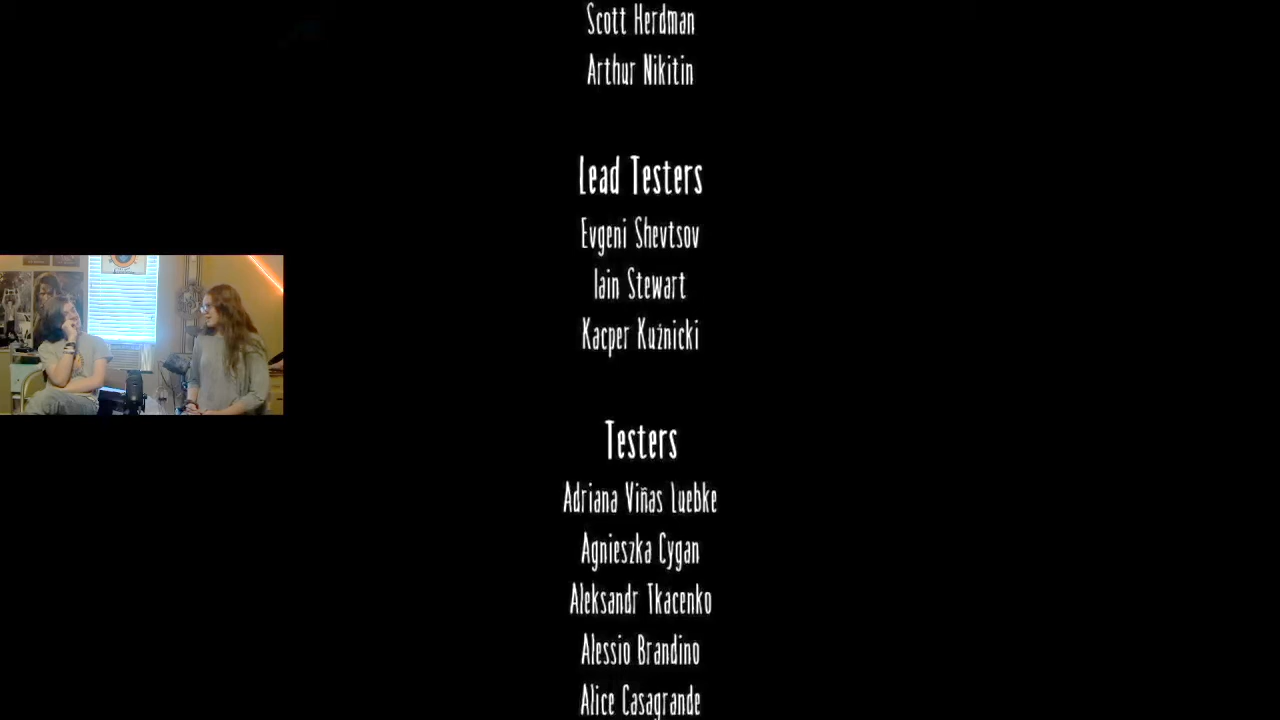 Scott Herdman
Arthur Nikitin
Lead Testers
Evgeni Shevtsov
Iain Stewart
Kacper Kuźnicki
Testers
Adriana Viñas Luebke
Agnieszka Cygan
Aleksandr Tkacenko
Alessio Brandino
Alice Casagrande